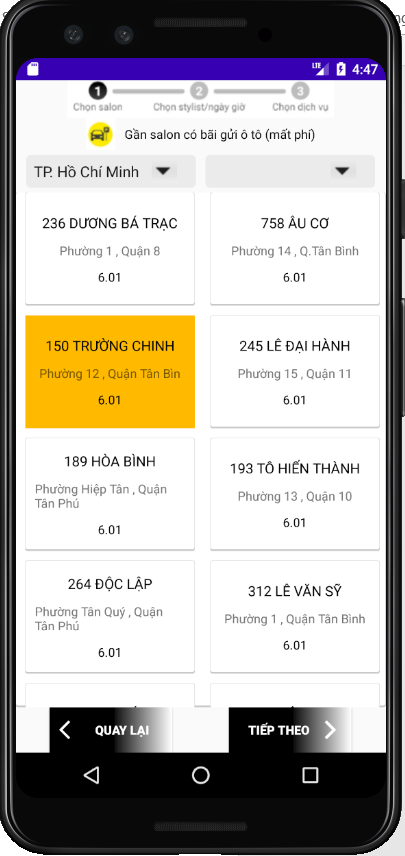 LTE 4:47
1 2 3
Chọn salon Chọn stylist/ngày giờ Chọn dịch vụ
Gần salon có bãi gửi ô tô (mất phí)
TP. Hồ Chí Minh
236 DƯƠNG BÁ TRẠC
Phường 1 , Quận 8
6.01
758 ÂU CƠ
Phường 14 , Q.Tân Bình
6.01
150 TRƯỜNG CHINH
Phường 12 , Quận Tân Bìn
6.01
245 LÊ ĐẠI HÀNH
Phường 15 , Quận 11
6.01
189 HÒA BÌNH
Phường Hiệp Tân , Quận
Tân Phú
6.01
193 TÔ HIẾN THÀNH
Phường 13 , Quận 10
6.01
264 ĐỘC LẬP
Phường Tân Quý , Quận
Tân Phú
6.01
312 LÊ VĂN SỸ
Phường 1 , Quận Tân Bình
6.01
QUAY LẠI
TIẾP THEO